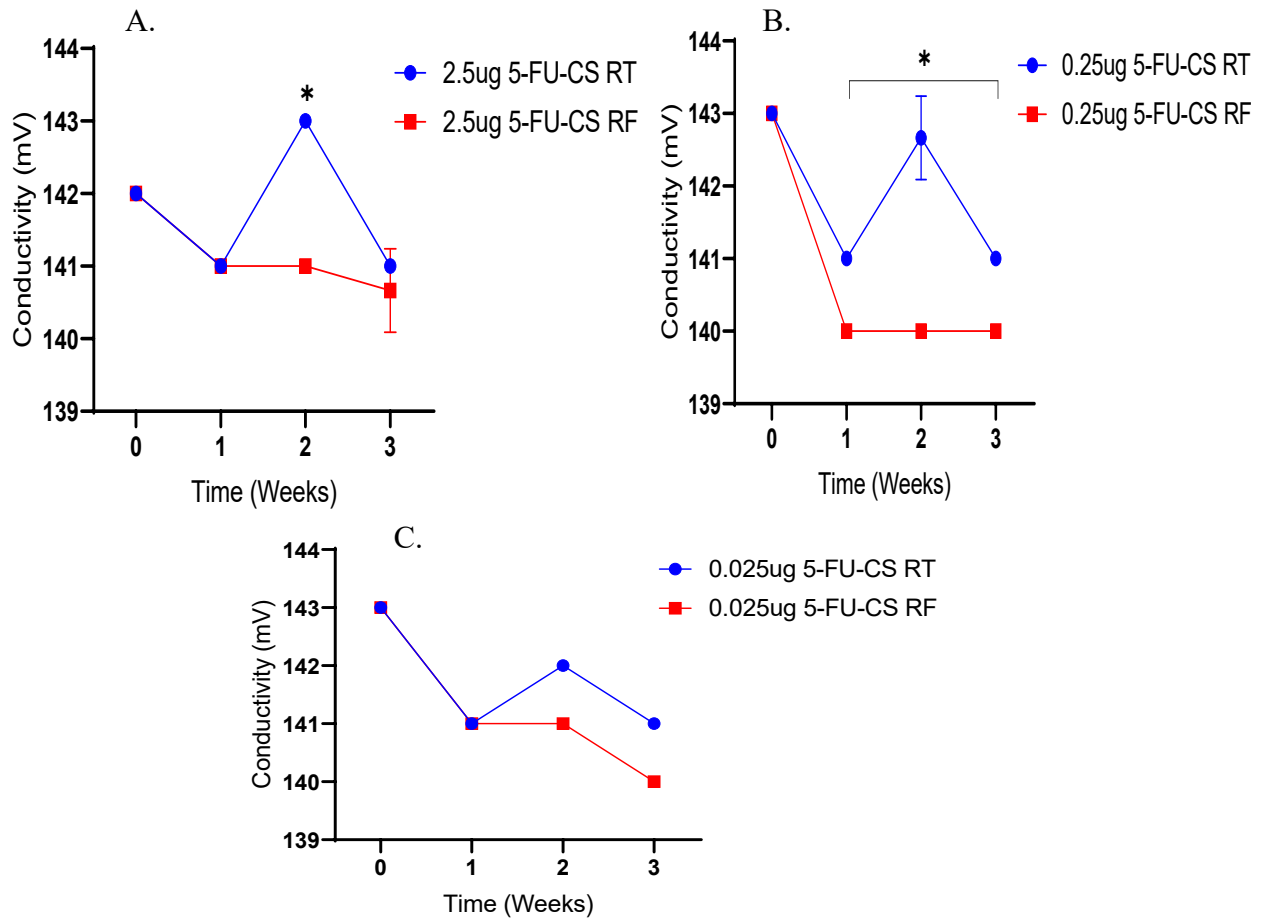 A.
144
143
142
141
140
139
Conductivity (mV)
*
2.5ug 5-FU-CS RT
2.5ug 5-FU-CS RF
0 1 2 3
Time (Weeks)
B.
144
143
142
141
140
139
Conductivity (mV)
*
0.25ug 5-FU-CS RT
0.25ug 5-FU-CS RF
0 1 2 3
Time (Weeks)
C.
144
143
142
141
140
139
Conductivity (mV)
0.025ug 5-FU-CS RT
0.025ug 5-FU-CS RF
0 1 2 3
Time (Weeks)